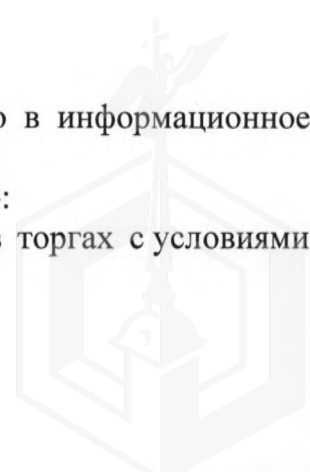 в информационное
:
торгах с условиями